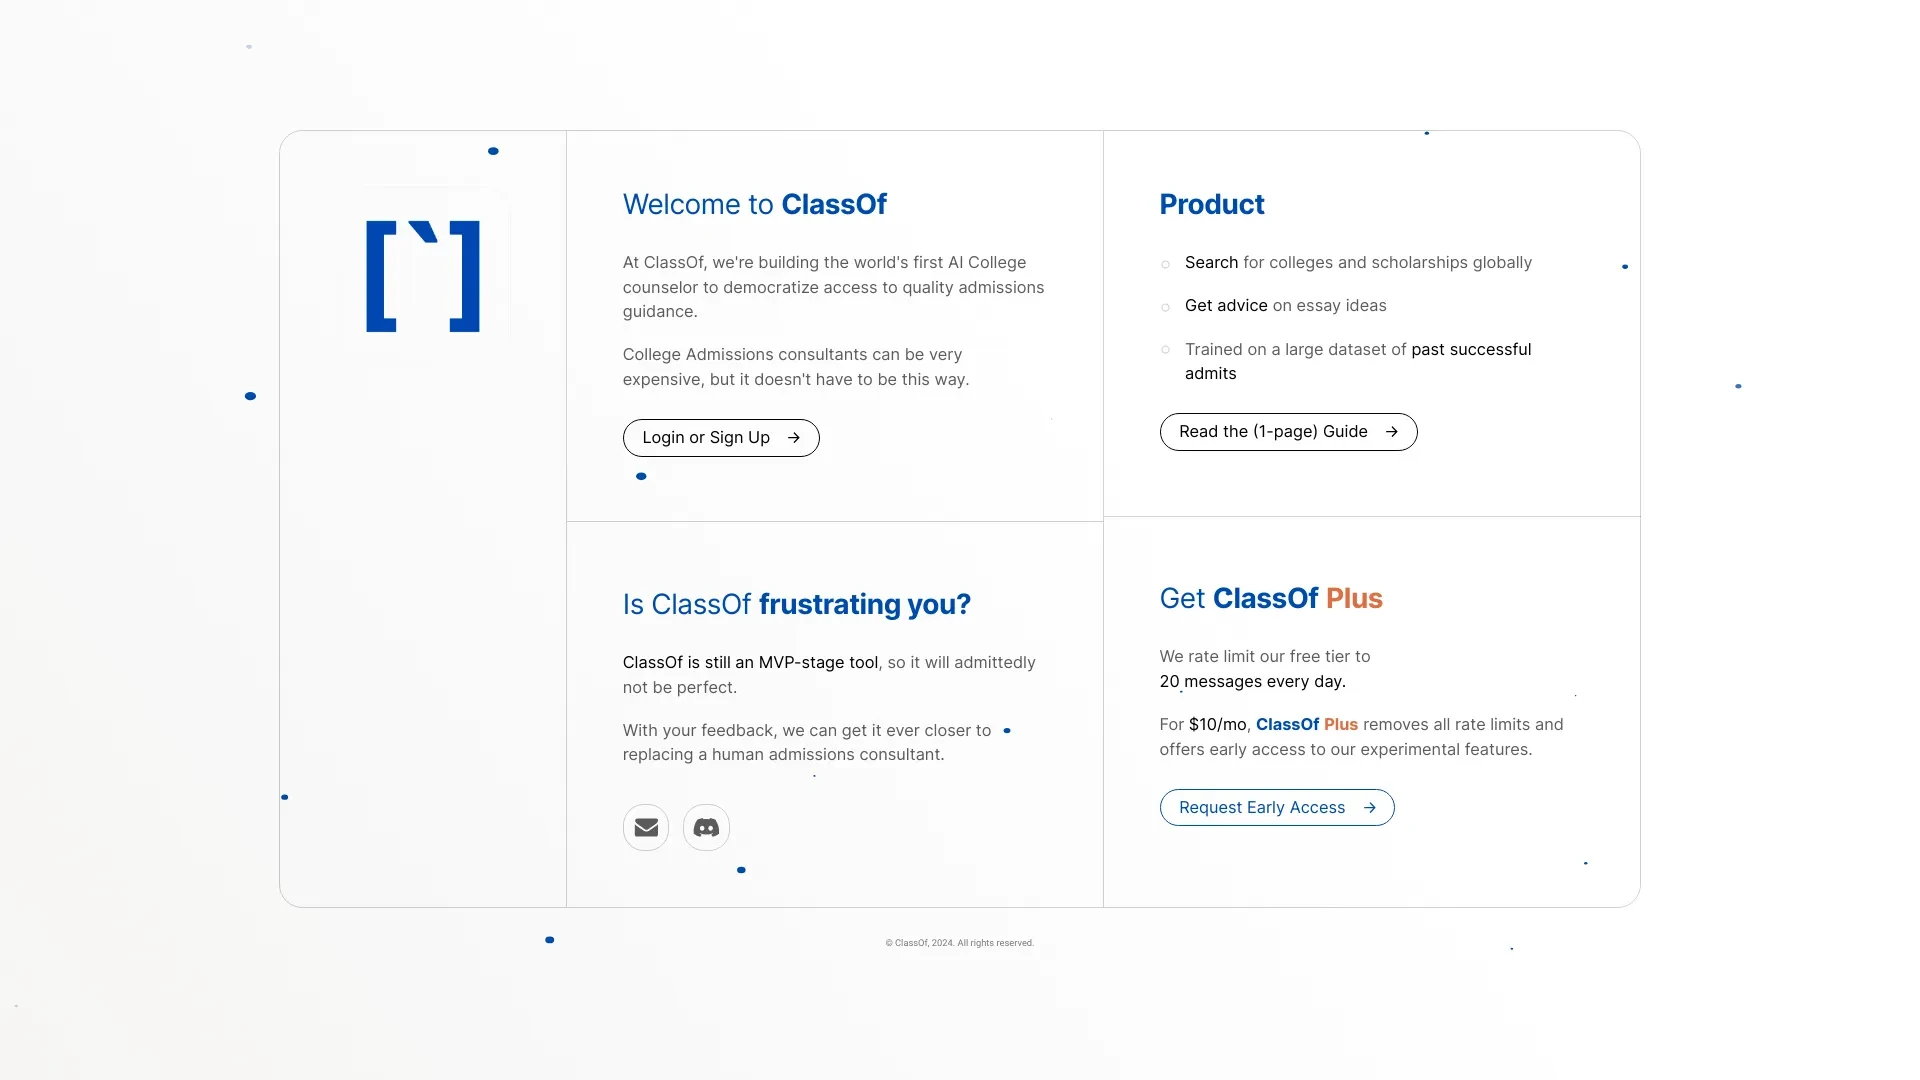 [`]
Welcome to ClassOf
At ClassOf, we're building the world's first AI College
counselor to democratize access to quality admissions
guidance.
College Admissions consultants can be very
expensive, but it doesn't have to be this way.
Login or Sign Up →
Product
Search for colleges and scholarships globally
Get advice on essay ideas
Trained on a large dataset of past successful
admits
Read the (1-page) Guide →
Is ClassOf frustrating you?
ClassOf is still an MVP-stage tool, so it will admittedly
not be perfect.
With your feedback, we can get it ever closer to
replacing a human admissions consultant.
Get ClassOf Plus
We rate limit our free tier to
20 messages every day.
For $10/mo, ClassOf Plus removes all rate limits and
offers early access to our experimental features.
Request Early Access →
© ClassOf, 2024. All rights reserved.